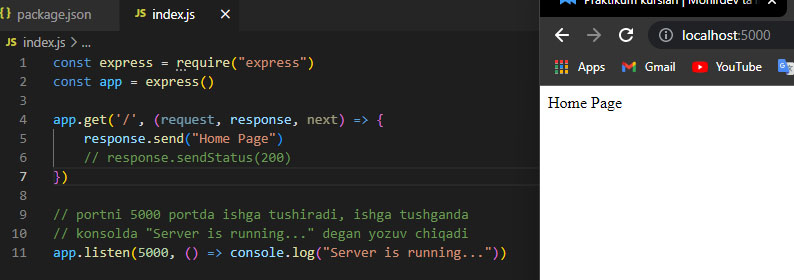 package.json
JS index.js ×
JS index.js > ...
1 const express = require("express")
2 const app = express()
3
4 app.get('/', (request, response, next) => {
5 response.send("Home Page")
6 // response.sendStatus(200)
7 })
8
9 // portni 5000 portda ishga tushiradi, ishga tushganda
10 // konsolda "Server is running..." degan yozuv chiqadi
11 app.listen(5000, () => console.log("Server is running..."))
Praktikum kurslari | Mohirdev
localhost:5000
Apps Gmail YouTube
Home Page